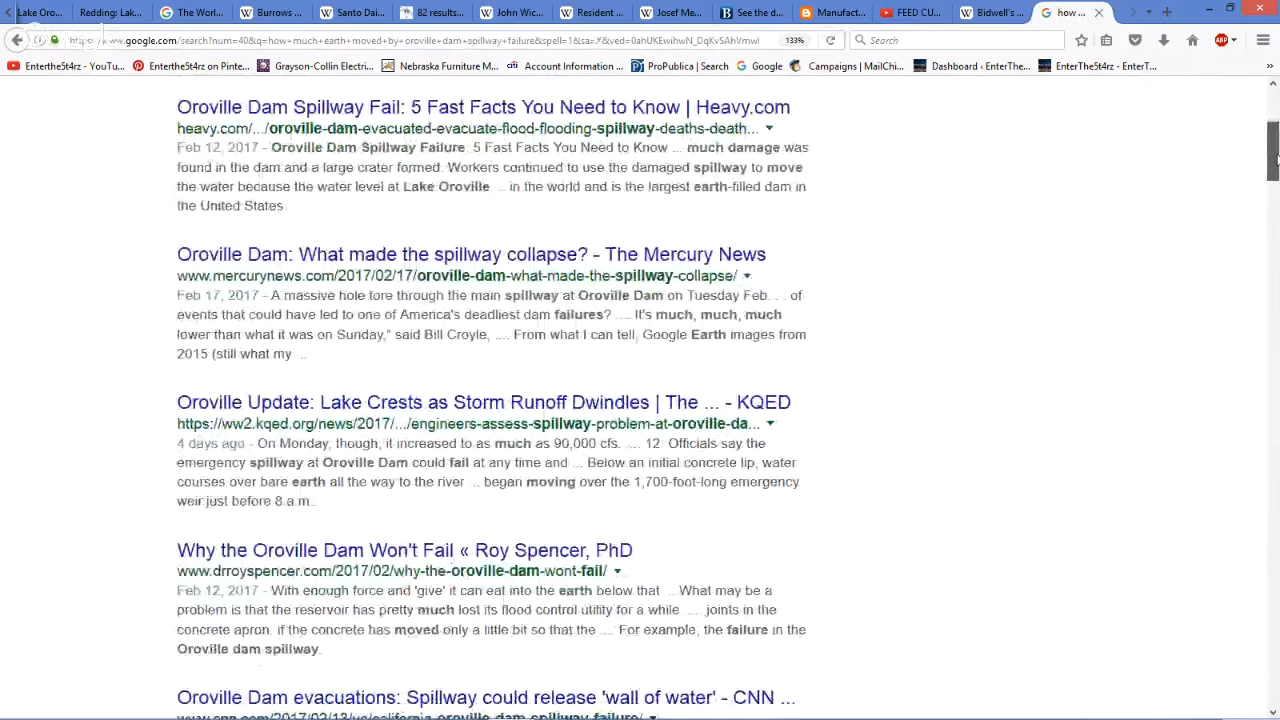 Lake Oro...
Redding: Lak...
The Worl...
Burrows ...
Santo Dai...
82 results...
John Wic...
Resident ...
Josef Me...
See the d...
Manufact...
FEED CU...
Bidwell's ...
how ...
https://www.google.com/search?num=40&q=how+much+earth+moved+by+oroville+dam+spillway+failure&spell=1&sa=X&ved=
133%
Search
Enterthe5t4rz - YouTu...
Enterthe5t4rz on Pinte...
Grayson-Collin Electri...
Nebraska Furniture M...
Account Information ...
ProPublica | Search
Google
Campaigns | MailChi...
Dashboard ‹ EnterThe...
EnterThe5t4rz - EnterT...
Oroville Dam Spillway Fail: 5 Fast Facts You Need to Know | Heavy.com
heavy.com/.../oroville-dam-evacuated-evacuate-flood-flooding-spillway-deaths-death...
Feb 12, 2017 - Oroville Dam Spillway Failure: 5 Fast Facts You Need to Know ... much damage was
found in the dam and a large crater formed. Workers continued to use the damaged spillway to move
the water because the water level at Lake Oroville ... in the world and is the largest earth-filled dam in
the United States.
Oroville Dam: What made the spillway collapse? - The Mercury News
www.mercurynews.com/2017/02/17/oroville-dam-what-made-the-spillway-collapse/
Feb 17, 2017 - A massive hole tore through the main spillway at Oroville Dam on Tuesday Feb. ... of
events that could have led to one of America's deadliest dam failures? ... It's much, much, much
lower than what it was on Sunday," said Bill Croyle, ... From what I can tell, Google Earth images from
2015 (still what my ...
Oroville Update: Lake Crests as Storm Runoff Dwindles | The ... - KQED
https://ww2.kqed.org/news/2017/.../engineers-assess-spillway-problem-at-oroville-da...
4 days ago - On Monday, though, it increased to as much as 90,000 cfs. ... 12: Officials say the
emergency spillway at Oroville Dam could fail at any time and ... Below an initial concrete lip, water
courses over bare earth all the way to the river ... began moving over the 1,700-foot-long emergency
weir just before 8 a.m..
Why the Oroville Dam Won't Fail « Roy Spencer, PhD
www.drroyspencer.com/2017/02/why-the-oroville-dam-wont-fail/
Feb 12, 2017 - With enough force and 'give' it can eat into the earth below that ... What may be a
problem is that the reservoir has pretty much lost its flood control utility for a while ... joints in the
concrete apron. if the concrete has moved only a little bit so that the .... For example, the failure in the
Oroville dam spillway.
Oroville Dam evacuations: Spillway could release 'wall of water' - CNN ...
www.cnn.com/2017/02/13/us/california-oroville-dam-spillway-failure/